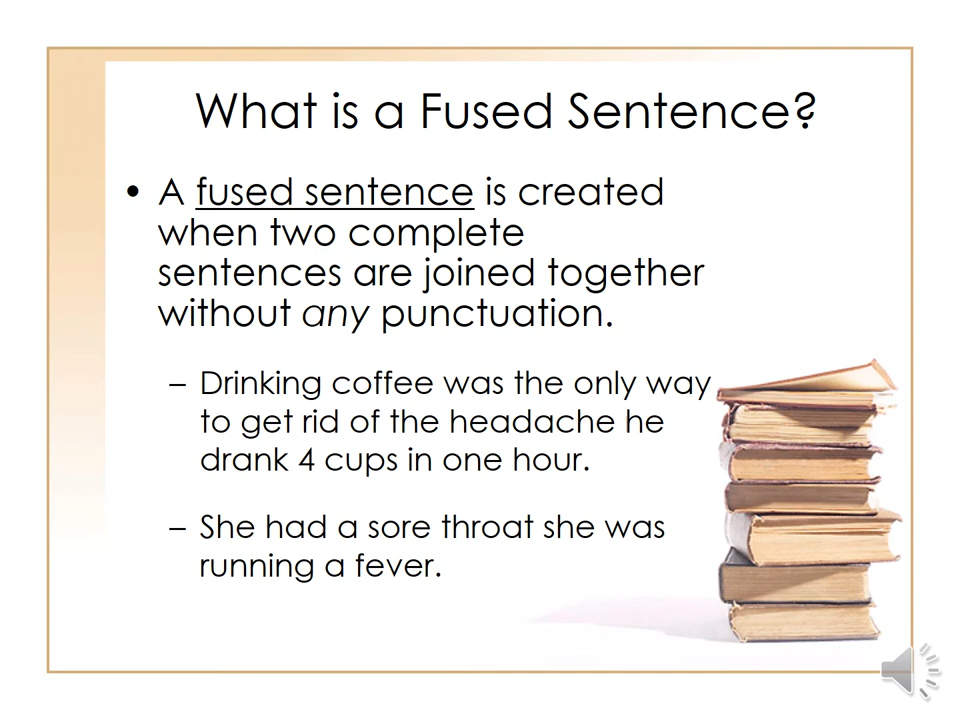 What is a Fused Sentence?
• A fused sentence is created
when two complete
sentences are joined together
without any punctuation.
– Drinking coffee was the only way
to get rid of the headache he
drank 4 cups in one hour.
– She had a sore throat she was
running a fever.